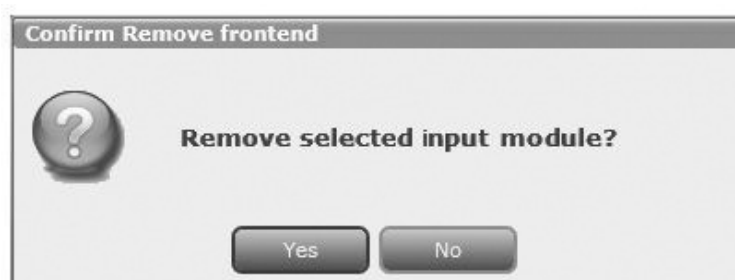 Confirm Remove frontend
Remove selected input module?
Yes No